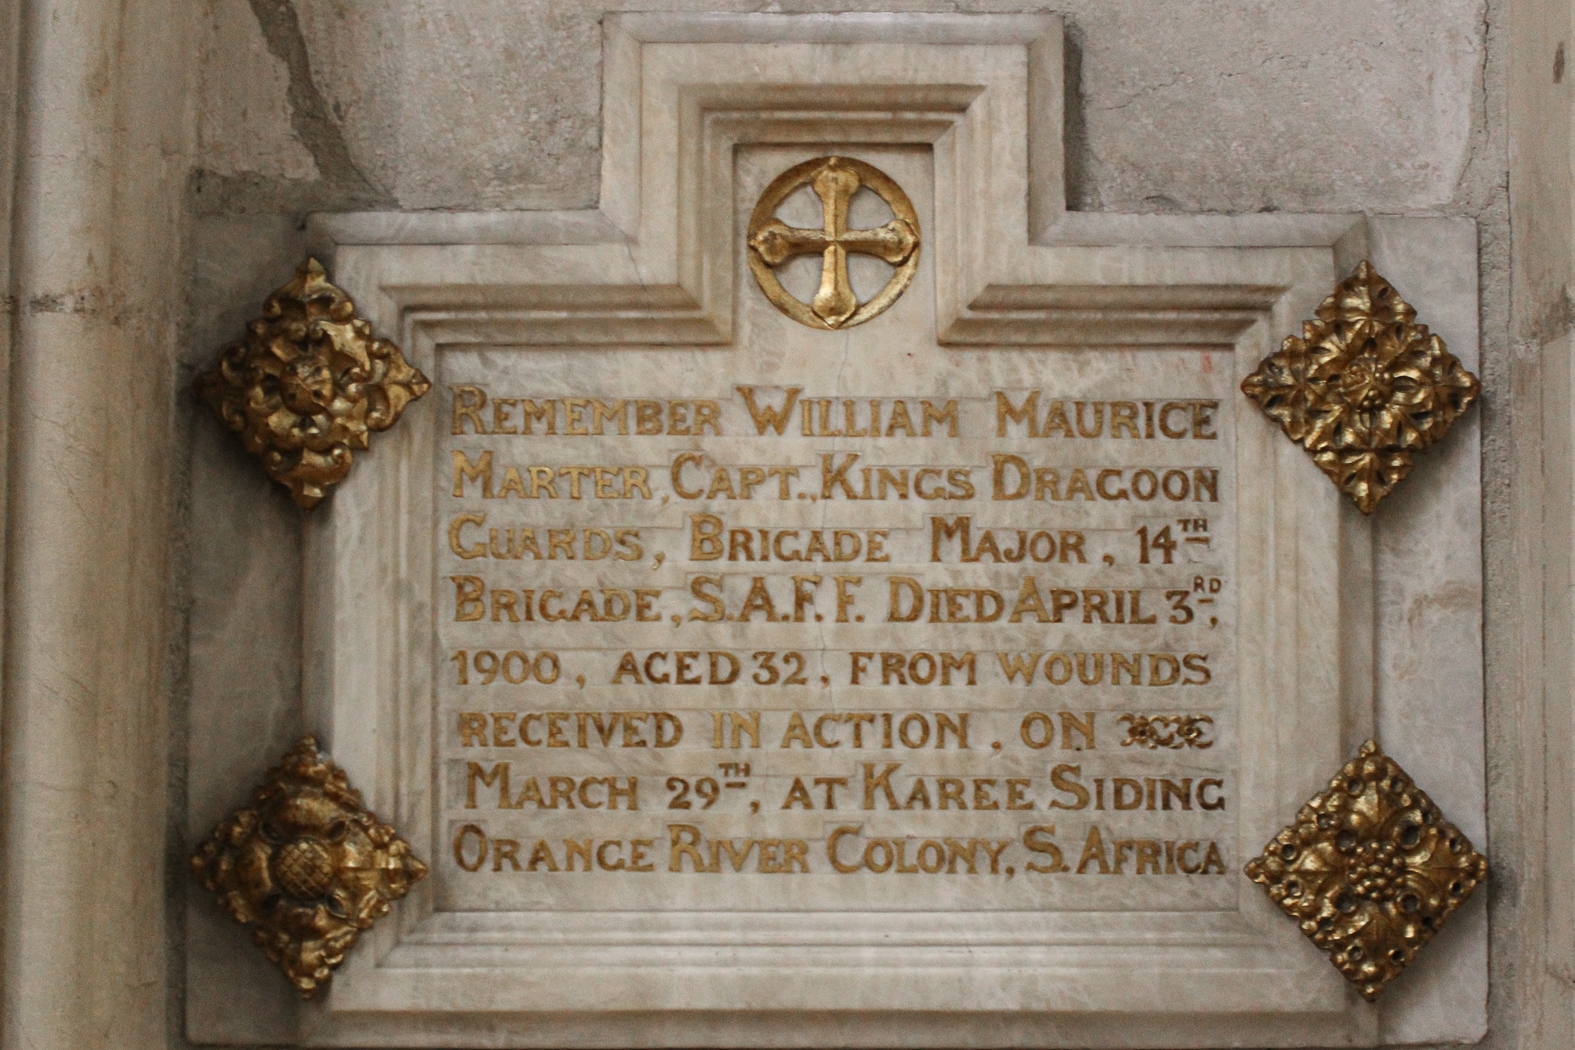 REMEMBER WILLIAM MAURICE
MARTER, CAPT., KINGS DRAGOON
GUARDS, BRIGADE MAJOR, 14TH
BRIGADE, S.A.F.F. DIED APRIL 3RD,
1900, AGED 32, FROM WOUNDS
RECEIVED IN ACTION, ON
MARCH 29TH, AT KAREE SIDING
ORANGE RIVER COLONY, S. AFRICA